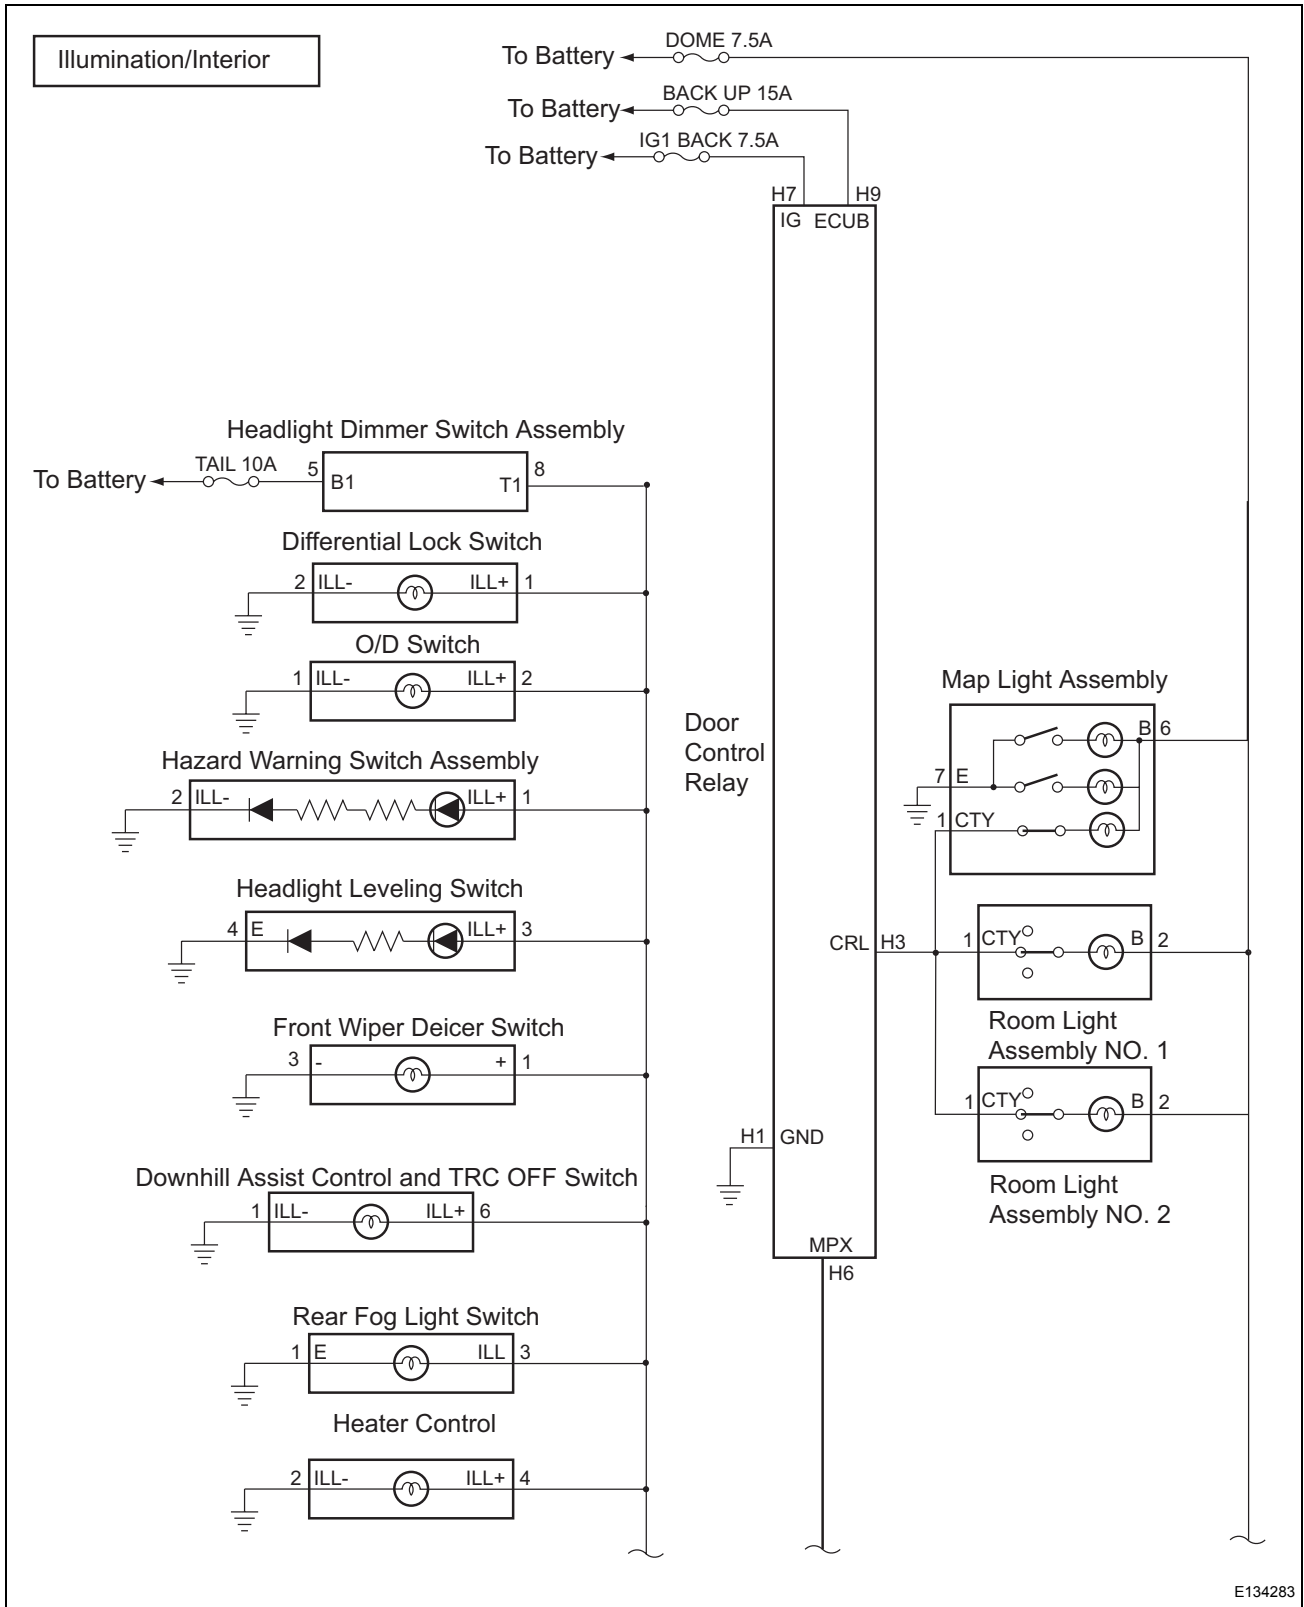 Illumination/Interior
To Battery DOME 7.5A
To Battery BACK UP 15A
To Battery IG1 BACK 7.5A
H7 H9
IG ECUB
Headlight Dimmer Switch Assembly
To Battery TAIL 10A 5 B1 T1 8
Differential Lock Switch
2 ILL- ILL+ 1
O/D Switch
1 ILL- ILL+ 2
Hazard Warning Switch Assembly
2 ILL- ILL+ 1
Headlight Leveling Switch
4 E ILL+ 3
Front Wiper Deicer Switch
3 - + 1
Downhill Assist Control and TRC OFF Switch
1 ILL- ILL+ 6
Rear Fog Light Switch
1 E ILL 3
Heater Control
2 ILL- ILL+ 4
Door
Control
Relay
CRL H3
H1 GND
MPX
H6
Map Light Assembly
B 6
7 E
1 CTY
1 CTY B 2
Room Light
Assembly NO. 1
1 CTY B 2
Room Light
Assembly NO. 2
E134283